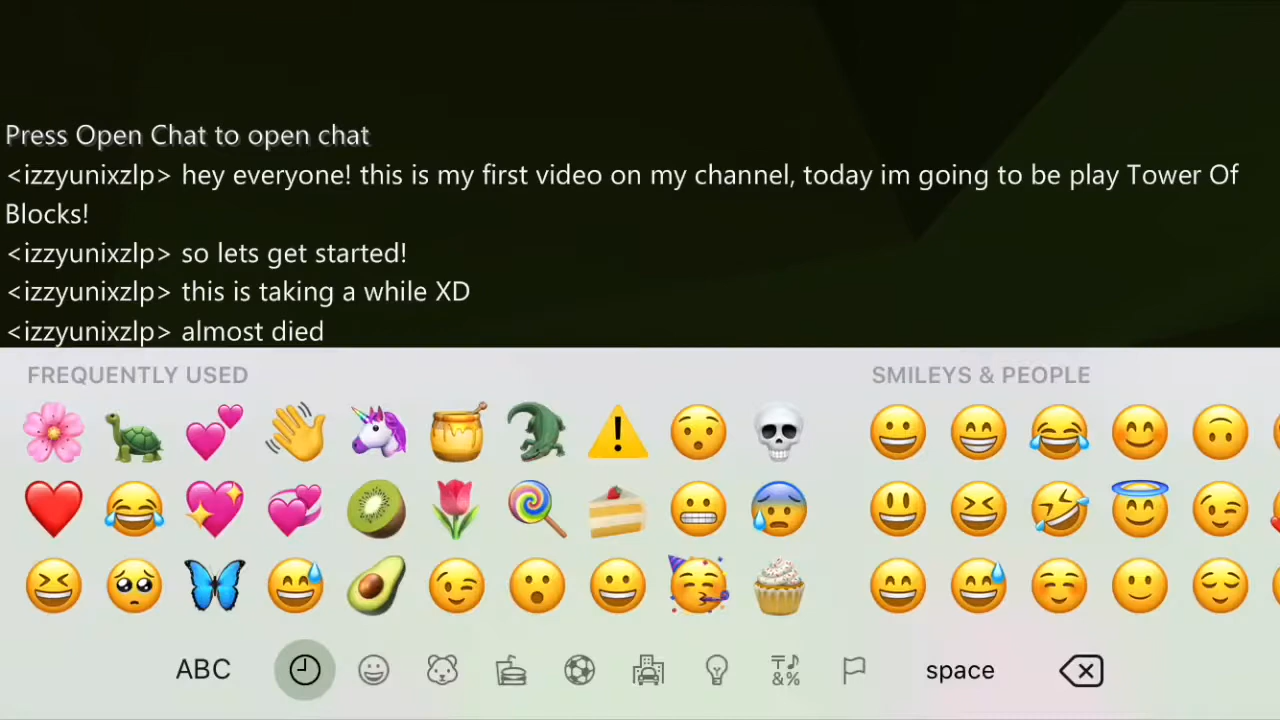 Press Open Chat to open chat
<izzyunixzlp> hey everyone! this is my first video on my channel, today im going to be play Tower Of
Blocks!
<izzyunixzlp> so lets get started!
<izzyunixzlp> this is taking a while XD
<izzyunixzlp> almost died
FREQUENTLY USED SMILEYS & PEOPLE
ABC space